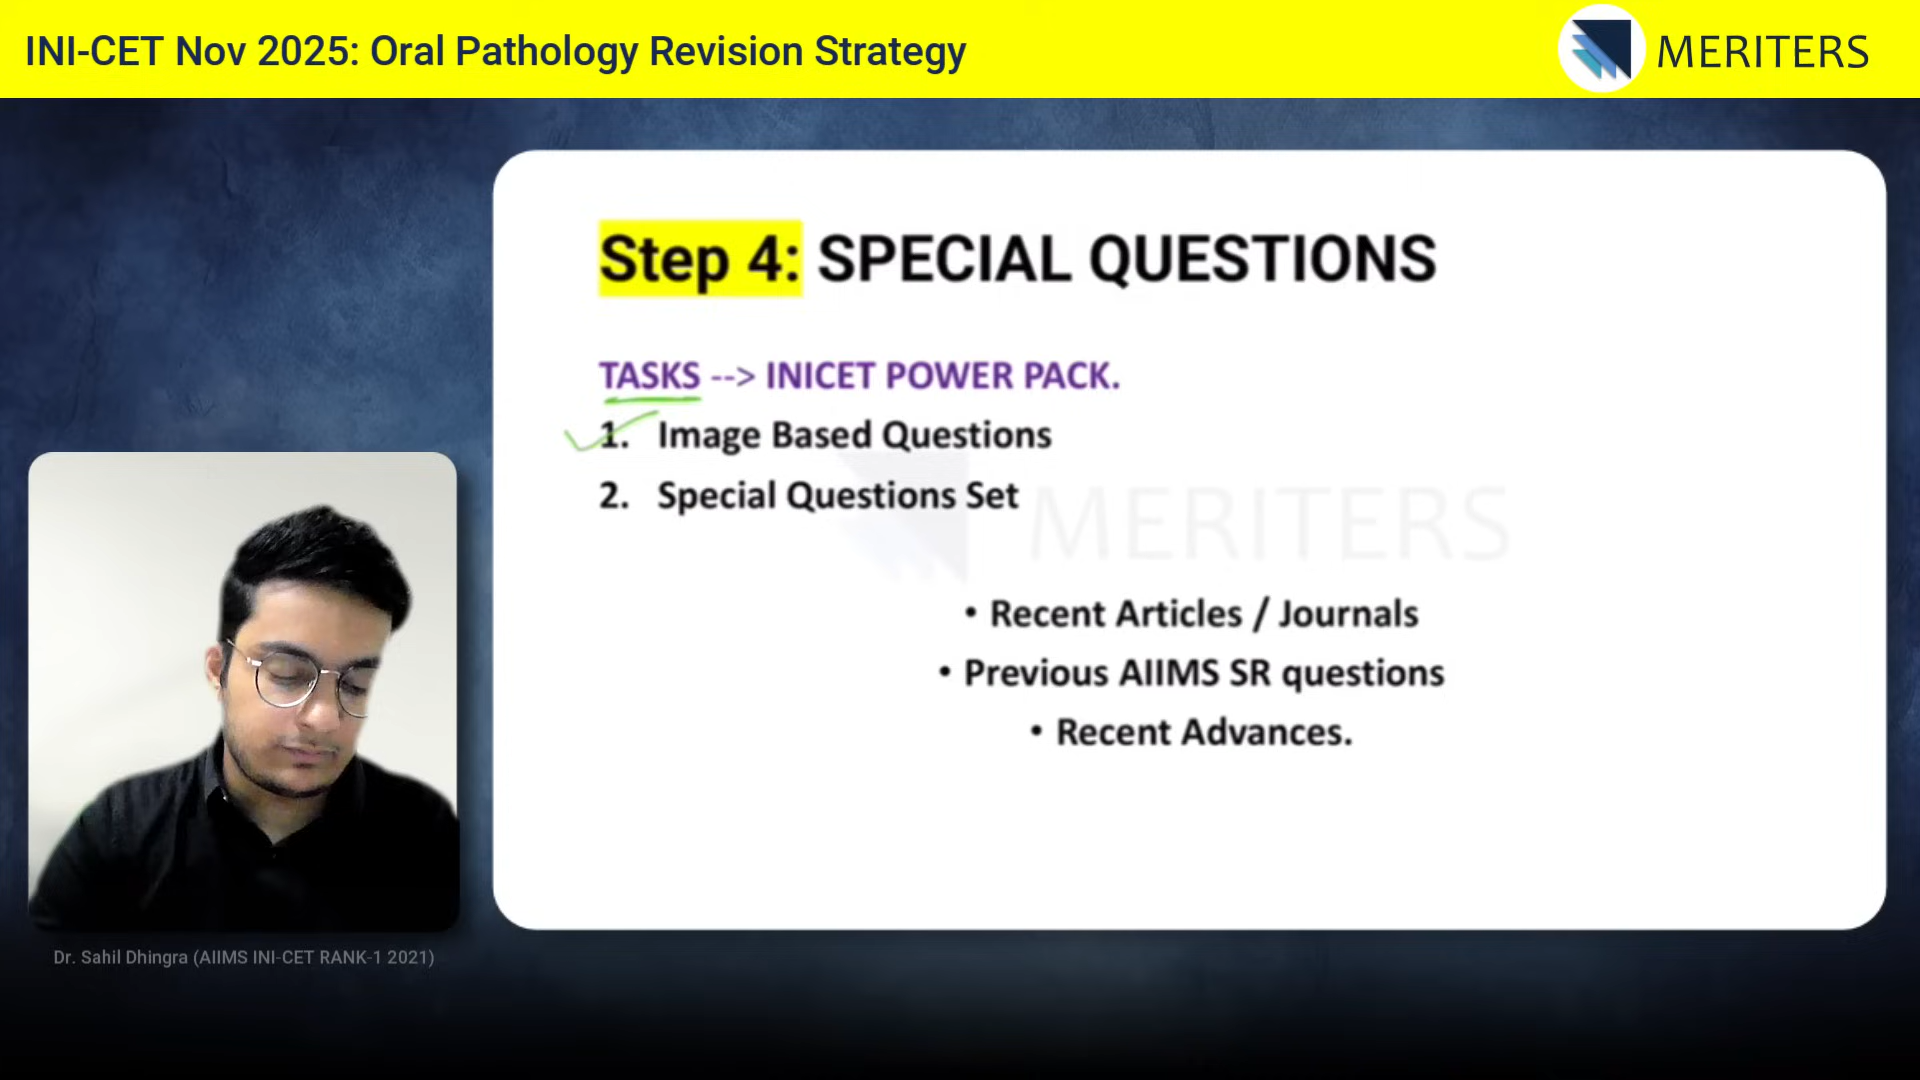 INI-CET Nov 2025: Oral Pathology Revision Strategy
MERITERS
Step 4: SPECIAL QUESTIONS
TASKS --> INICET POWER PACK.
1. Image Based Questions
2. Special Questions Set
MERITERS
• Recent Articles / Journals
• Previous AIIMS SR questions
• Recent Advances.
Dr. Sahil Dhingra (AIIMS INI-CET RANK-1 2021)